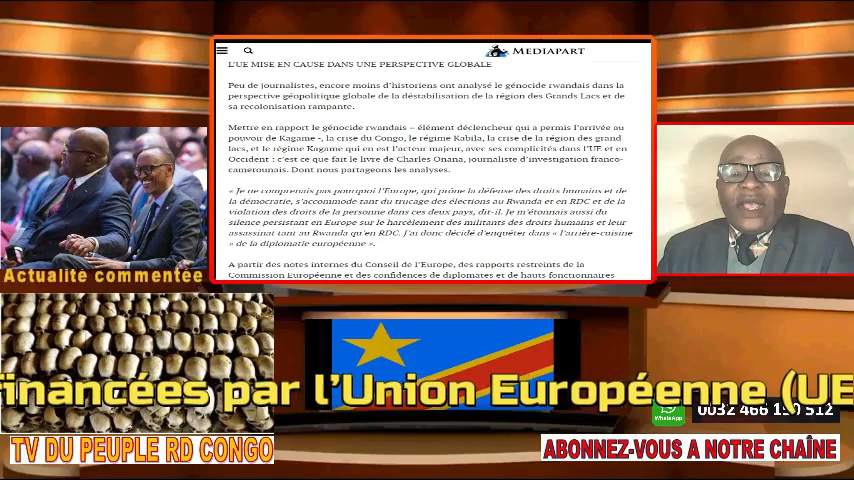 MEDIAPART
L'UE MISE EN CAUSE DANS UNE PERSPECTIVE GLOBALE
Peu de journalistes, encore moins d'historiens ont analysé le génocide rwandais dans la
perspective géopolitique globale de la déstabilisation de la région des Grands Lacs et de
sa recolonisation rampante.
Mettre en rapport le génocide rwandais – élément déclencheur qui a permis l'arrivée au
pouvoir de Kagame -, la crise du Congo, le régime Kabila, la crise de la région des grand
lacs, et le régime Kagame qui en est l'acteur majeur, avec ses complicités dans l'UE et en
Occident : c'est ce que fait le livre de Charles Onana, journaliste d'investigation franco-
camerounais. Dont nous partageons les analyses.
« Je ne comprenais pas pourquoi l'Europe, qui prône la défense des droits humains et de
la démocratie, s'accommode tant du trucage des élections au Rwanda et en RDC et de la
violation des droits de la personne dans ces deux pays, dit-il. Je m'étonnais aussi du
silence persistant en Europe sur le harcèlement des militants des droits humains et leur
assassinat tant au Rwanda qu'en RDC. J'ai donc décidé d'enquêter dans « l'arrière-cuisine
» de la diplomatie européenne ».
A partir des notes internes du Conseil de l'Europe, des rapports restreints de la
Commission Européenne et des confidences de diplomates et de hauts fonctionnaires
Actualité commentée
financées par l'Union Européenne (UE
WhatsApp
0032 466 150 512
TV DU PEUPLE RD CONGO
ABONNEZ-VOUS A NOTRE CHAÎNE